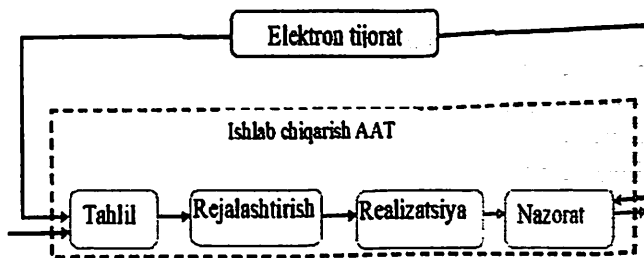 Elektron tijorat
Ishlab chiqarish AAT
Tahlil
Rejalashtirish
Realizatsiya
Nazorat